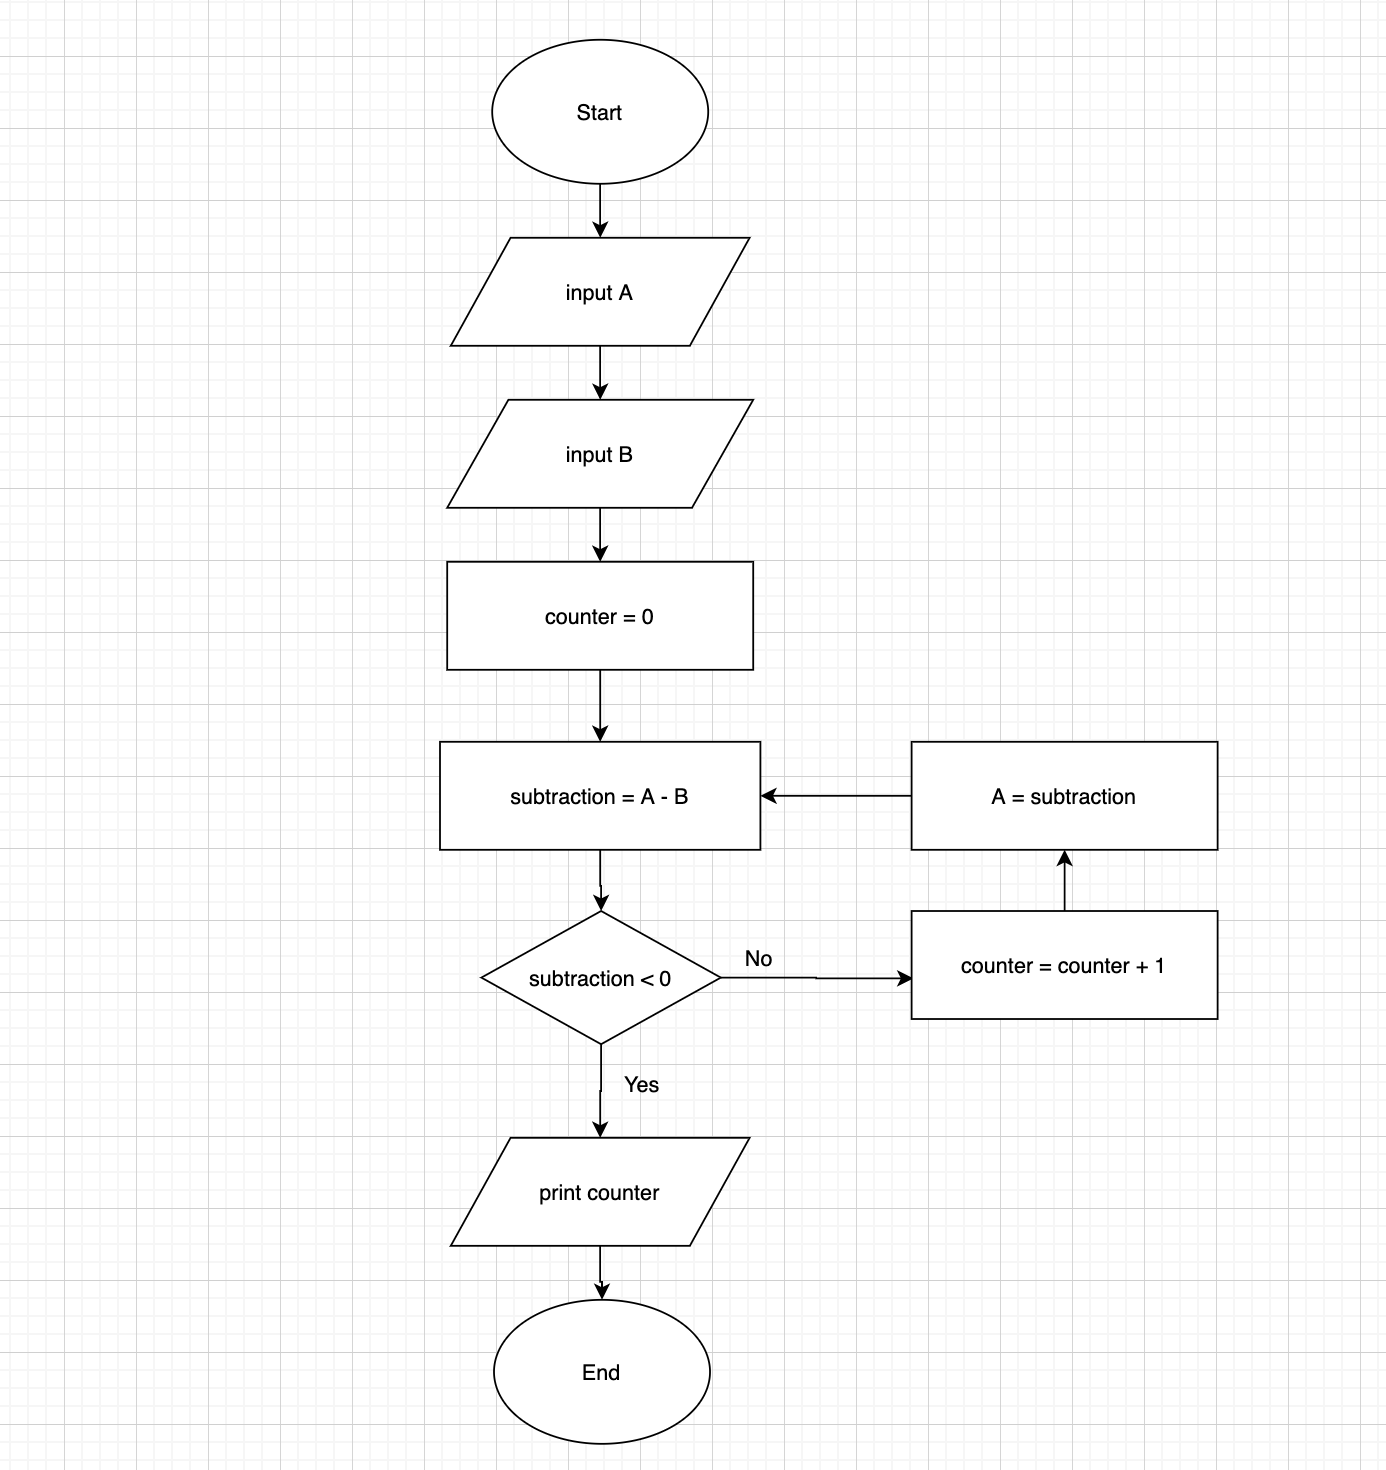 Start
input A
input B
counter = 0
subtraction = A - B
A = subtraction
subtraction < 0
No
counter = counter + 1
Yes
print counter
End